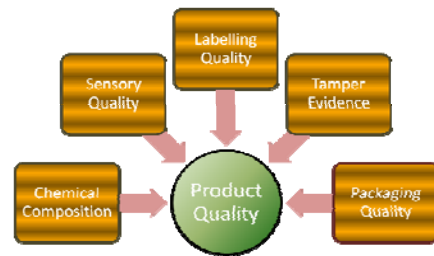 Labelling
Quality
Sensory
Quality
Tamper
Evidence
Chemical
Composition
Product
Quality
Packaging
Quality